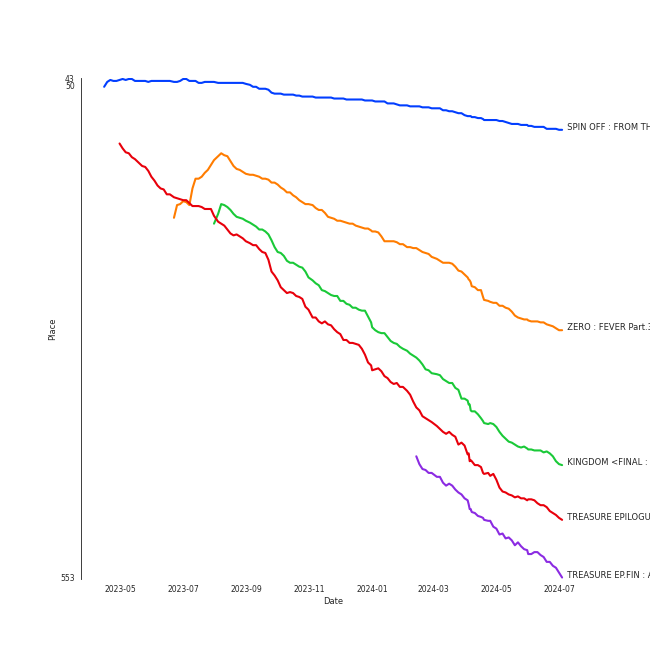 43
50
SPIN OFF : FROM TH
ZERO : FEVER Part.3
Place
KINGDOM <FINAL :
TREASURE EPILOGU
TREASURE EP.FIN : A
553
2023-05 2023-07 2023-09 2023-11 2024-01 2024-03 2024-05 2024-07
Date